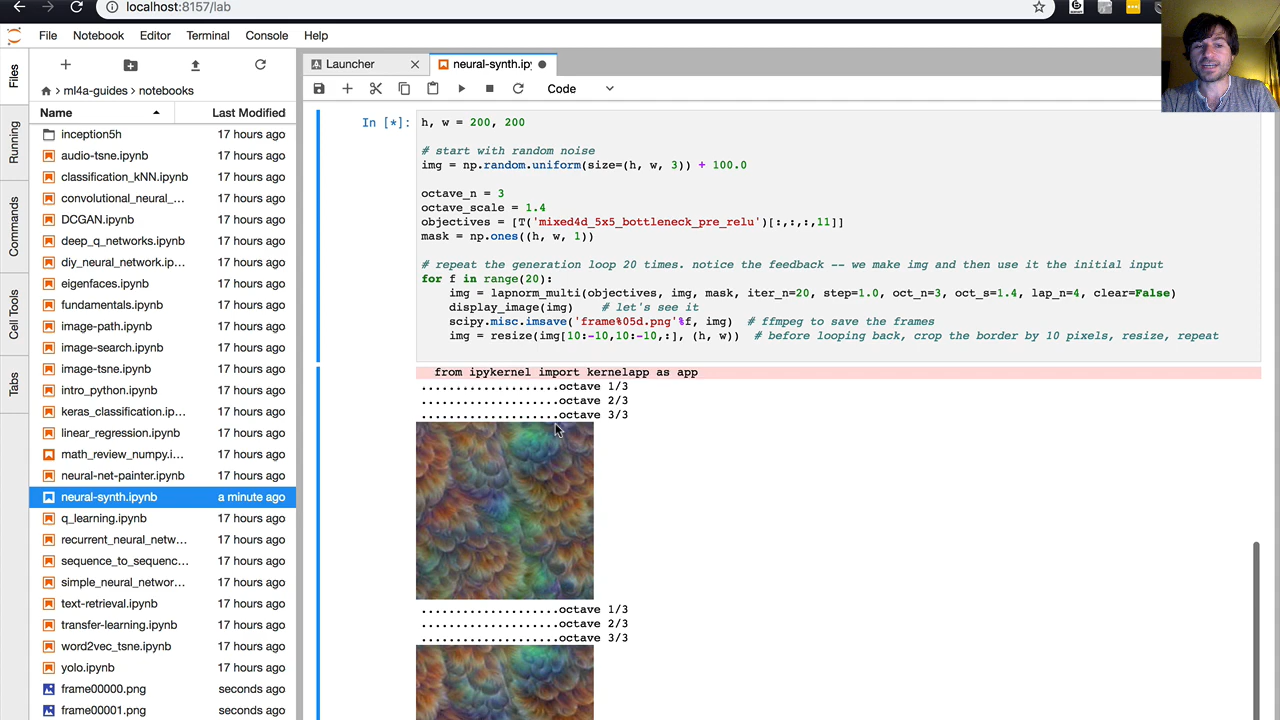 localhost:8157/lab
File Notebook Editor Terminal Console Help
Launcher
neural-synth.ipy
Code
ml4a-guides notebooks
Name Last Modified
inception5h 17 hours ago
audio-tsne.ipynb 17 hours ago
classification_kNN.ipynb 17 hours ago
convolutional_neural_... 17 hours ago
DCGAN.ipynb 17 hours ago
deep_q_networks.ipynb 17 hours ago
diy_neural_network.ip... 17 hours ago
eigenfaces.ipynb 17 hours ago
fundamentals.ipynb 17 hours ago
image-path.ipynb 17 hours ago
image-search.ipynb 17 hours ago
image-tsne.ipynb 17 hours ago
intro_python.ipynb 17 hours ago
keras_classification.ip... 17 hours ago
linear_regression.ipynb 17 hours ago
math_review_numpy.i... 17 hours ago
neural-net-painter.ipynb 17 hours ago
neural-synth.ipynb a minute ago
q_learning.ipynb 17 hours ago
recurrent_neural_netw... 17 hours ago
sequence_to_sequenc... 17 hours ago
simple_neural_networ... 17 hours ago
text-retrieval.ipynb 17 hours ago
transfer-learning.ipynb 17 hours ago
word2vec_tsne.ipynb 17 hours ago
yolo.ipynb 17 hours ago
frame00000.png seconds ago
frame00001.png seconds ago
Files
Running
Commands
Cell Tools
Tabs
In [*]:
h, w = 200, 200
# start with random noise
img = np.random.uniform(size=(h, w, 3)) + 100.0
octave_n = 3
octave_scale = 1.4
objectives = [T('mixed4d_5x5_bottleneck_pre_relu')[:,:,:,11]]
mask = np.ones((h, w, 1))
# repeat the generation loop 20 times. notice the feedback -- we make img and then use it the initial input
for f in range(20):
    img = lapnorm_multi(objectives, img, mask, iter_n=20, step=1.0, oct_n=3, oct_s=1.4, lap_n=4, clear=False)
    display_image(img)    # let's see it
    scipy.misc.imsave('frame%05d.png'%f, img)  # ffmpeg to save the frames
    img = resize(img[10:-10,10:-10,:], (h, w))  # before looping back, crop the border by 10 pixels, resize, repeat
from ipykernel import kernelapp as app
....................octave 1/3
....................octave 2/3
....................octave 3/3
....................octave 1/3
....................octave 2/3
....................octave 3/3